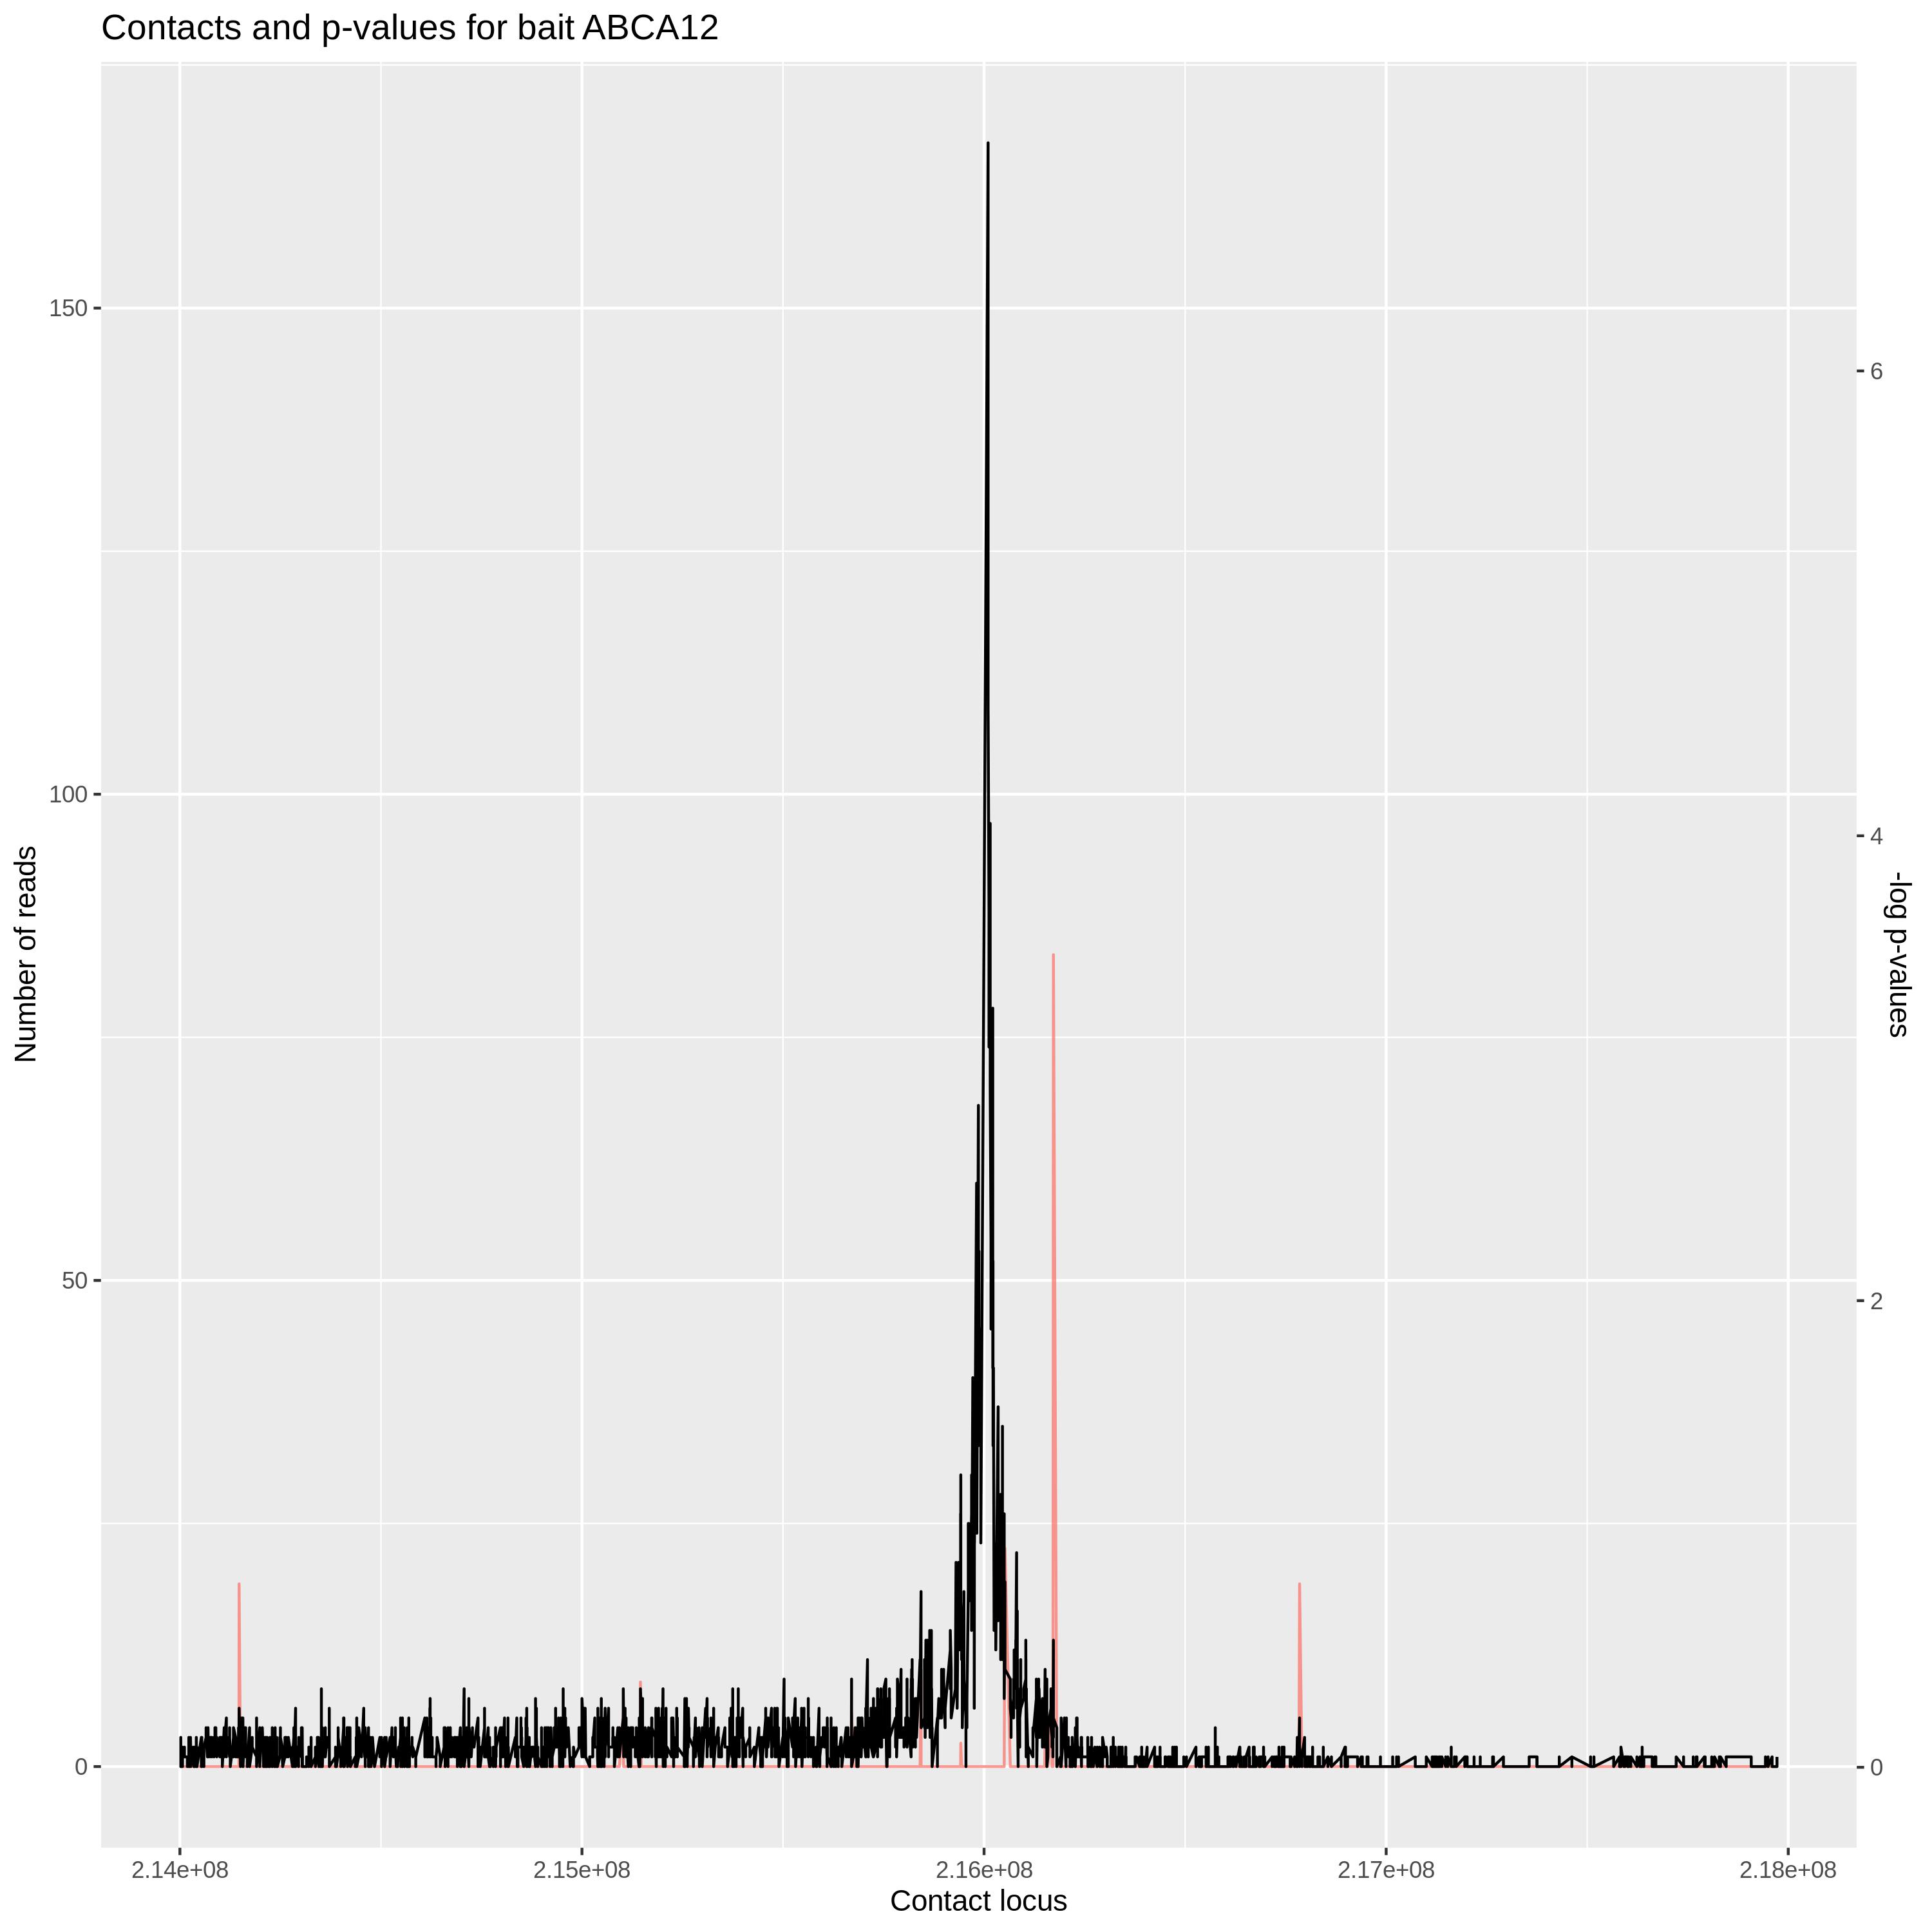 Contacts and p-values for bait ABCA12
150
100
50
0
Number of reads
6
4
2
0
-log p-values
2.14e+08
2.15e+08
2.16e+08
2.17e+08
2.18e+08
Contact locus